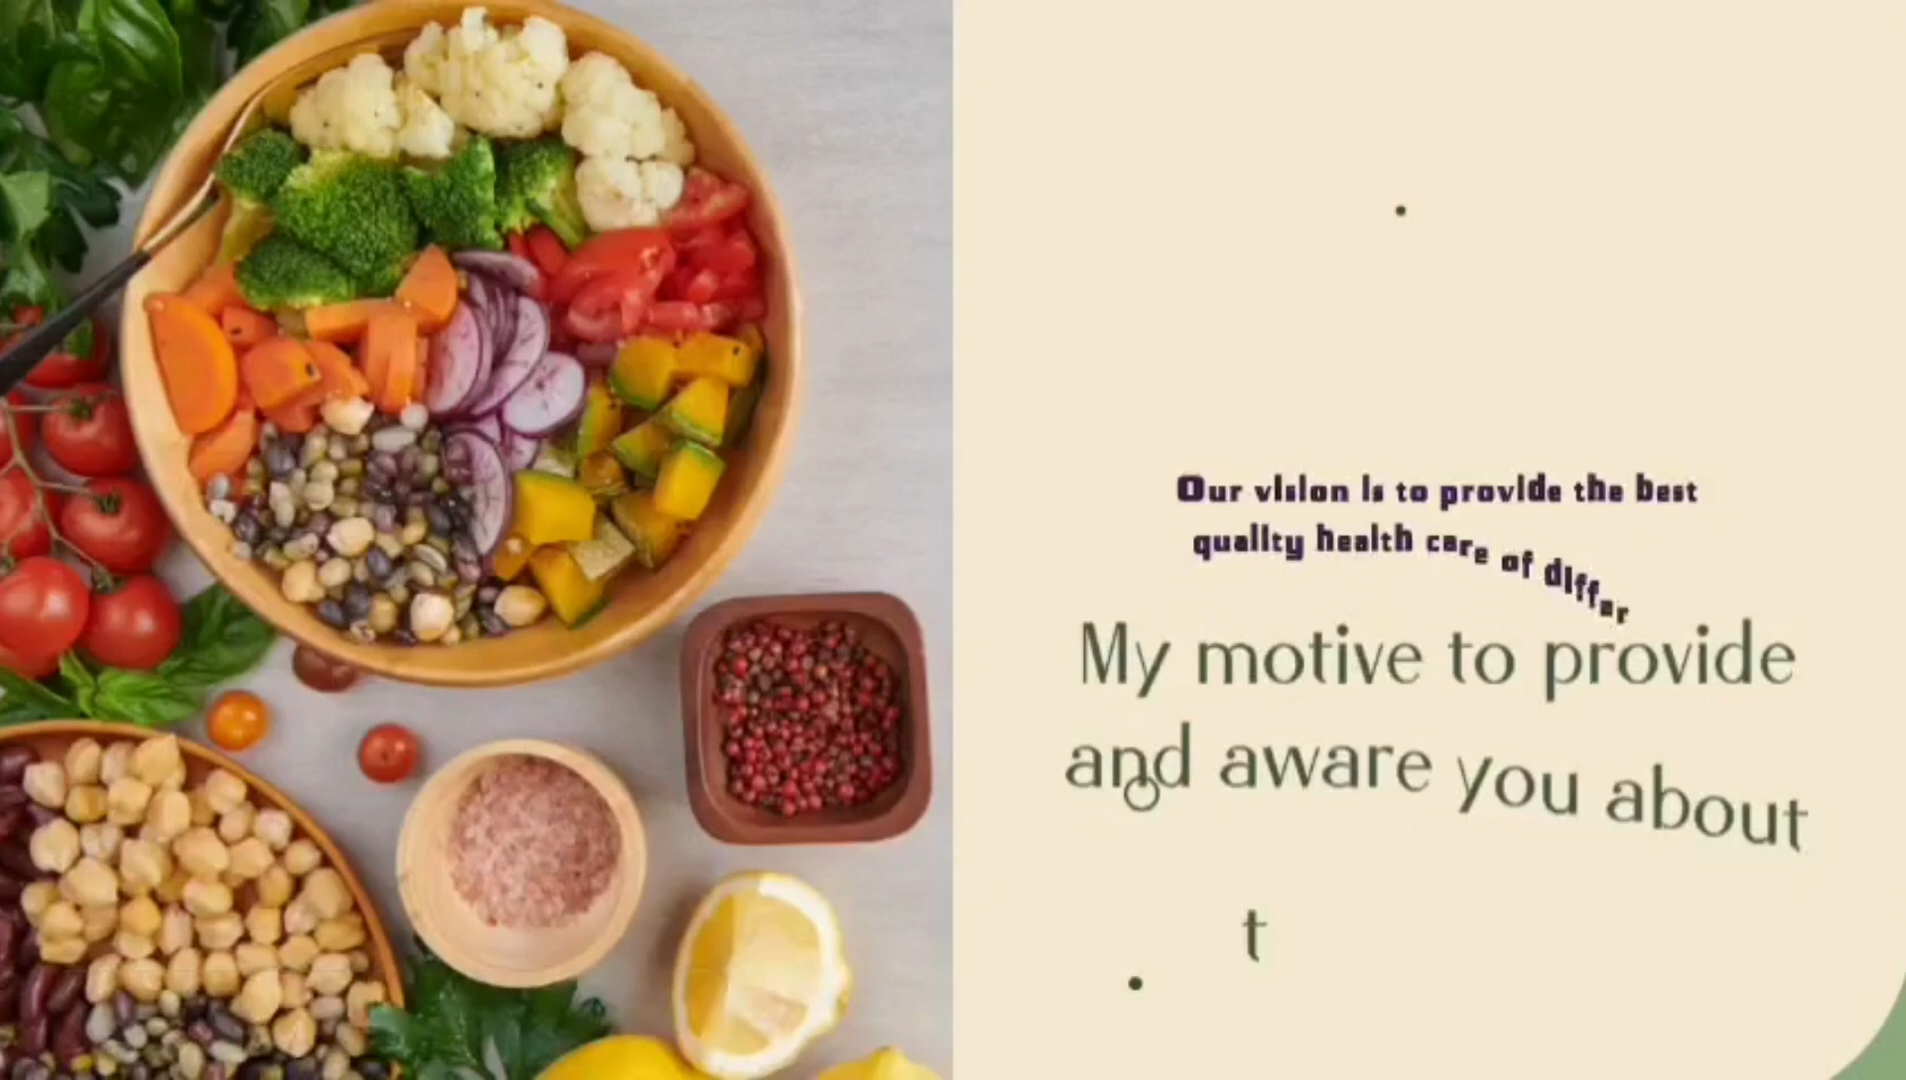 Our vision is to provide the best
quality health care of differ
My motive to provide
and aware you about
t